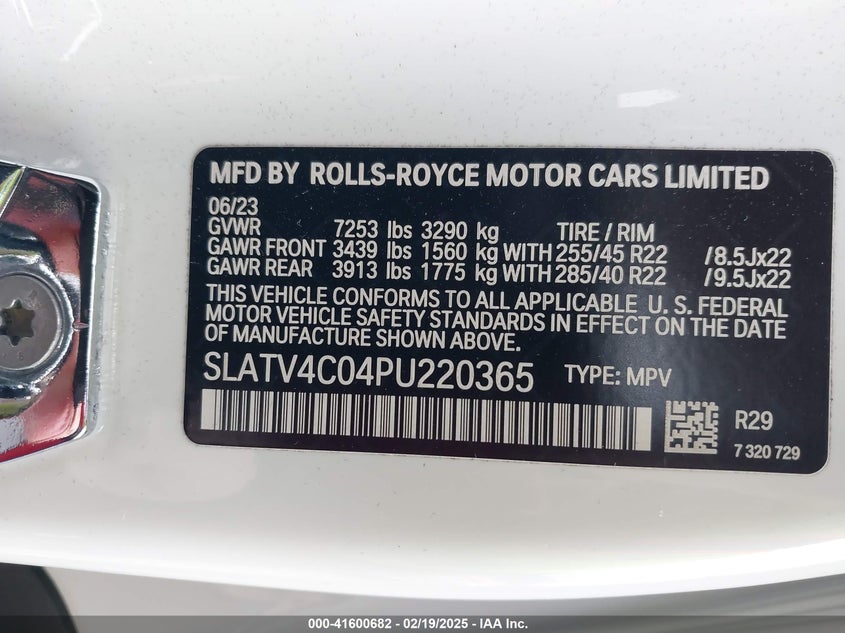 MFD BY ROLLS-ROYCE MOTOR CARS LIMITED
06/23
GVWR 7253 lbs 3290 kg TIRE / RIM
GAWR FRONT 3439 lbs 1560 kg WITH 255/45 R22 /8.5Jx22
GAWR REAR 3913 lbs 1775 kg WITH 285/40 R22 /9.5Jx22
THIS VEHICLE CONFORMS TO ALL APPLICABLE U. S. FEDERAL
MOTOR VEHICLE SAFETY STANDARDS IN EFFECT ON THE DATE
OF MANUFACTURE SHOWN ABOVE.
SLATV4C04PU220365 TYPE: MPV
R29
7 320 729
000-41600682 - 02/19/2025 - IAAI.com